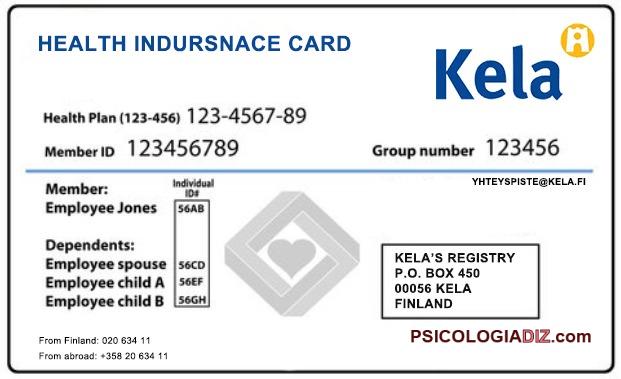 HEALTH INDURSNACE CARD
Kela
Health Plan (123-456) 123-4567-89
Member ID 123456789
Group number 123456
YHTEYSPISTE@KELA.FI
Member:
Individual
ID#
Employee Jones 56AB
Dependents:
Employee spouse 56CD
Employee child A 56EF
Employee child B 56GH
KELA'S REGISTRY
P.O. BOX 450
00056 KELA
FINLAND
From Finland: 020 634 11
From abroad: +358 20 634 11
PSICOLOGIADIZ.com